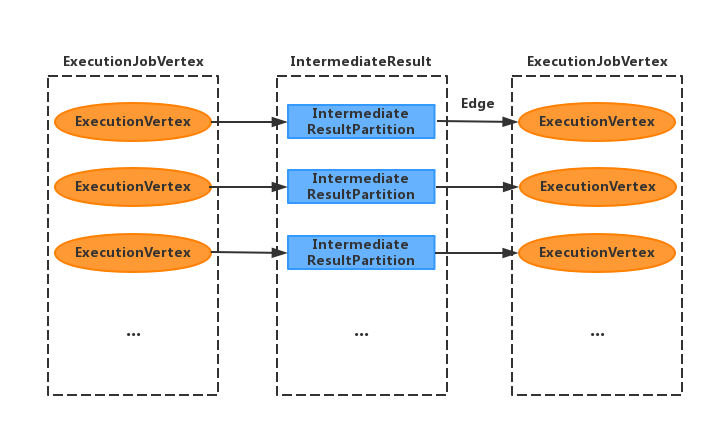 ExecutionJobVertex
IntermediateResult
ExecutionJobVertex
ExecutionVertex
Intermediate
ResultPartition
Edge
ExecutionVertex
ExecutionVertex
Intermediate
ResultPartition
ExecutionVertex
ExecutionVertex
Intermediate
ResultPartition
ExecutionVertex
...
...
...